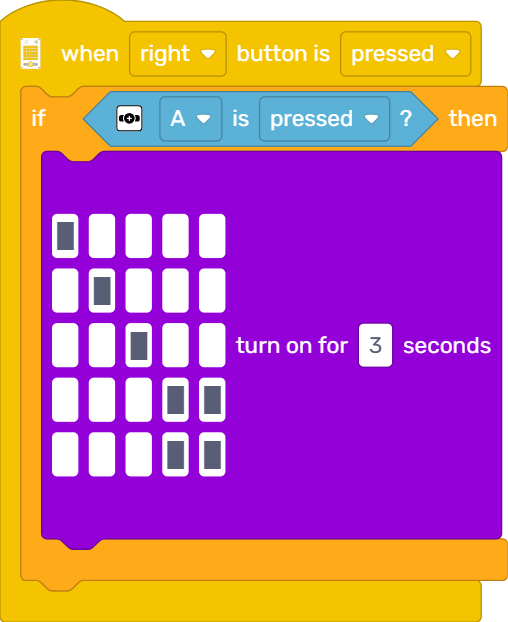 when right button is pressed
if A is pressed ? then
turn on for 3 seconds